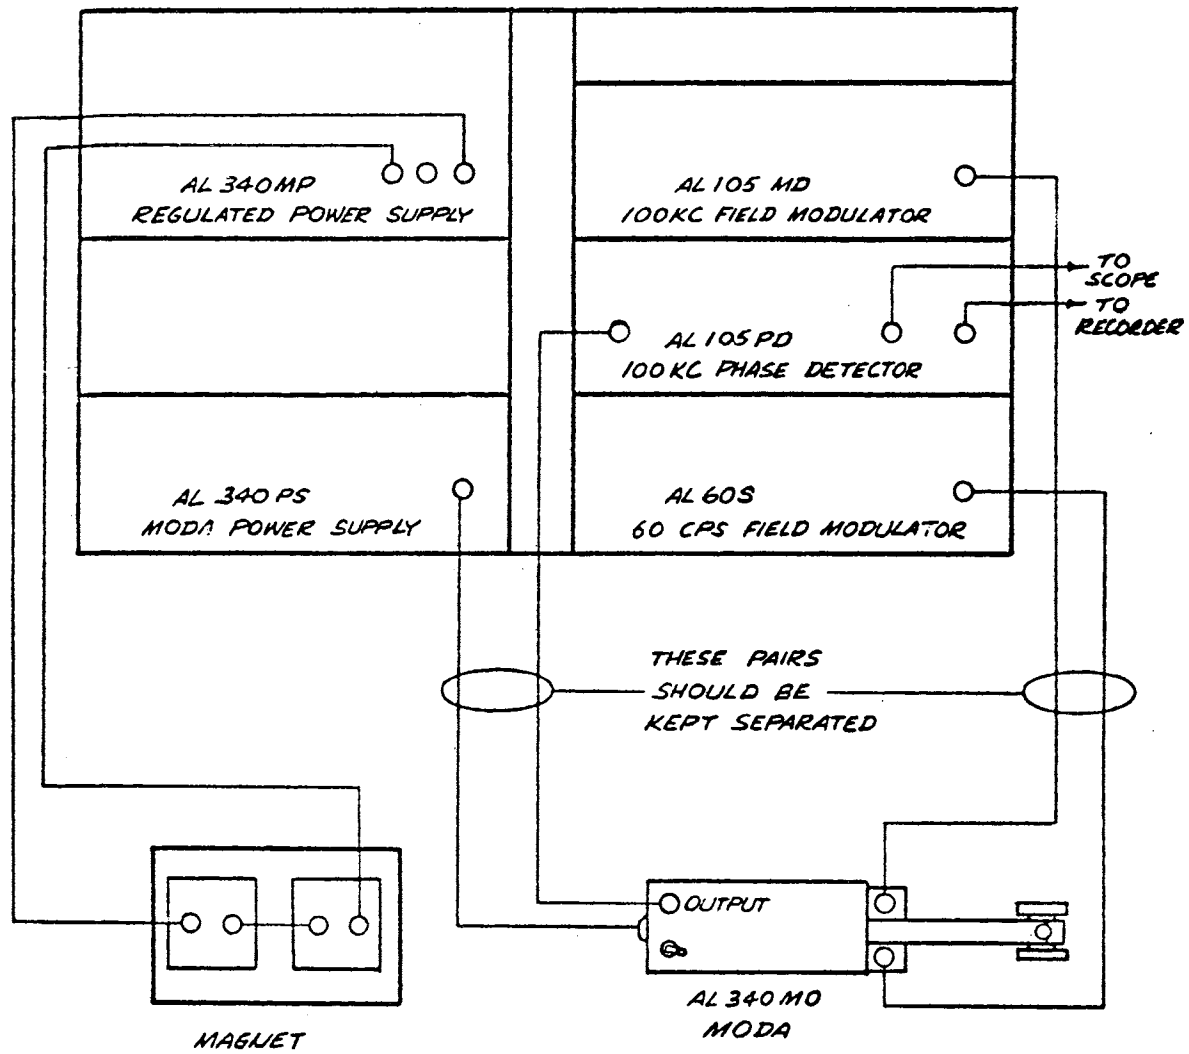 AL 340MP
REGULATED POWER SUPPLY
AL 105 MD
100KC FIELD MODULATOR
TO
SCOPE
TO
RECORDER
AL 105 PD
100KC PHASE DETECTOR
AL 340 PS
MODA POWER SUPPLY
AL 60S
60 CPS FIELD MODULATOR
THESE PAIRS
SHOULD BE
KEPT SEPARATED
OUTPUT
AL 340 MO
MODA
MAGNET